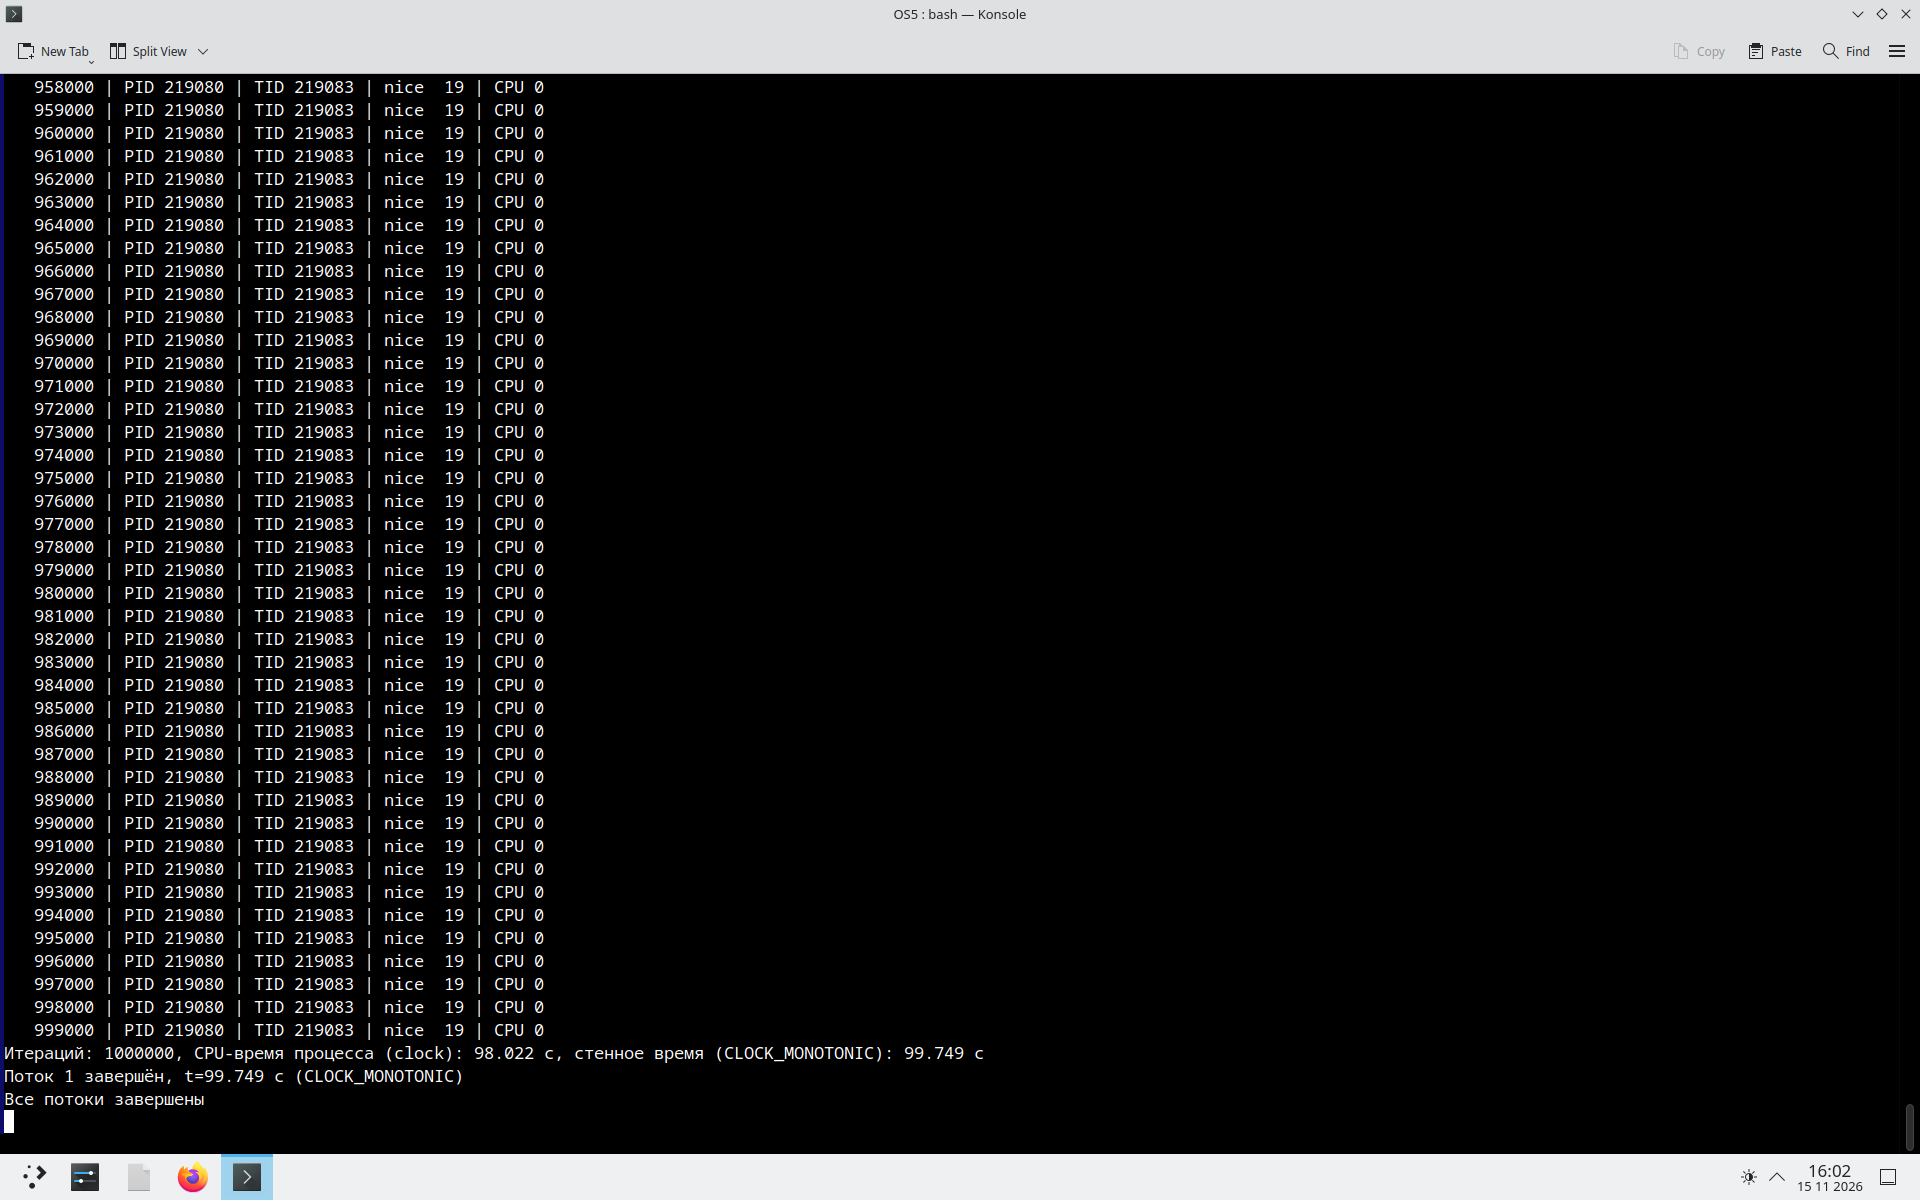 OS5 : bash — Konsole
New Tab Split View Copy Paste Find
958000 | PID 219080 | TID 219083 | nice  19 | CPU 0
959000 | PID 219080 | TID 219083 | nice  19 | CPU 0
960000 | PID 219080 | TID 219083 | nice  19 | CPU 0
961000 | PID 219080 | TID 219083 | nice  19 | CPU 0
962000 | PID 219080 | TID 219083 | nice  19 | CPU 0
963000 | PID 219080 | TID 219083 | nice  19 | CPU 0
964000 | PID 219080 | TID 219083 | nice  19 | CPU 0
965000 | PID 219080 | TID 219083 | nice  19 | CPU 0
966000 | PID 219080 | TID 219083 | nice  19 | CPU 0
967000 | PID 219080 | TID 219083 | nice  19 | CPU 0
968000 | PID 219080 | TID 219083 | nice  19 | CPU 0
969000 | PID 219080 | TID 219083 | nice  19 | CPU 0
970000 | PID 219080 | TID 219083 | nice  19 | CPU 0
971000 | PID 219080 | TID 219083 | nice  19 | CPU 0
972000 | PID 219080 | TID 219083 | nice  19 | CPU 0
973000 | PID 219080 | TID 219083 | nice  19 | CPU 0
974000 | PID 219080 | TID 219083 | nice  19 | CPU 0
975000 | PID 219080 | TID 219083 | nice  19 | CPU 0
976000 | PID 219080 | TID 219083 | nice  19 | CPU 0
977000 | PID 219080 | TID 219083 | nice  19 | CPU 0
978000 | PID 219080 | TID 219083 | nice  19 | CPU 0
979000 | PID 219080 | TID 219083 | nice  19 | CPU 0
980000 | PID 219080 | TID 219083 | nice  19 | CPU 0
981000 | PID 219080 | TID 219083 | nice  19 | CPU 0
982000 | PID 219080 | TID 219083 | nice  19 | CPU 0
983000 | PID 219080 | TID 219083 | nice  19 | CPU 0
984000 | PID 219080 | TID 219083 | nice  19 | CPU 0
985000 | PID 219080 | TID 219083 | nice  19 | CPU 0
986000 | PID 219080 | TID 219083 | nice  19 | CPU 0
987000 | PID 219080 | TID 219083 | nice  19 | CPU 0
988000 | PID 219080 | TID 219083 | nice  19 | CPU 0
989000 | PID 219080 | TID 219083 | nice  19 | CPU 0
990000 | PID 219080 | TID 219083 | nice  19 | CPU 0
991000 | PID 219080 | TID 219083 | nice  19 | CPU 0
992000 | PID 219080 | TID 219083 | nice  19 | CPU 0
993000 | PID 219080 | TID 219083 | nice  19 | CPU 0
994000 | PID 219080 | TID 219083 | nice  19 | CPU 0
995000 | PID 219080 | TID 219083 | nice  19 | CPU 0
996000 | PID 219080 | TID 219083 | nice  19 | CPU 0
997000 | PID 219080 | TID 219083 | nice  19 | CPU 0
998000 | PID 219080 | TID 219083 | nice  19 | CPU 0
999000 | PID 219080 | TID 219083 | nice  19 | CPU 0
Итераций: 1000000, CPU-время процесса (clock): 98.022 с, стенное время (CLOCK_MONOTONIC): 99.749 с
Поток 1 завершён, t=99.749 с (CLOCK_MONOTONIC)
Все потоки завершены
16:02
15 11 2026